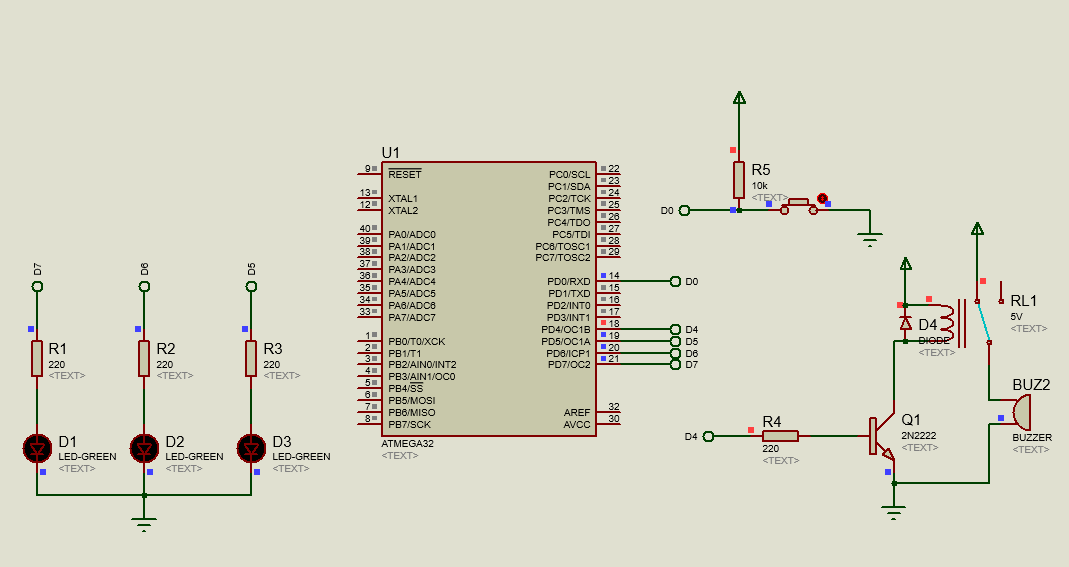 D7
D6
D5
R1
220
<TEXT>
R2
220
<TEXT>
R3
220
<TEXT>
D1
LED-GREEN
<TEXT>
D2
LED-GREEN
<TEXT>
D3
LED-GREEN
<TEXT>
U1
9 RESET
13 XTAL1
12 XTAL2
40 PA0/ADC0
39 PA1/ADC1
38 PA2/ADC2
37 PA3/ADC3
36 PA4/ADC4
35 PA5/ADC5
34 PA6/ADC6
33 PA7/ADC7
1 PB0/T0/XCK
2 PB1/T1
3 PB2/AIN0/INT2
4 PB3/AIN1/OC0
5 PB4/SS
6 PB5/MOSI
7 PB6/MISO
8 PB7/SCK
PC0/SCL 22
PC1/SDA 23
PC2/TCK 24
PC3/TMS 25
PC4/TDO 26
PC5/TDI 27
PC6/TOSC1 28
PC7/TOSC2 29
PD0/RXD 14
PD1/TXD 15
PD2/INT0 16
PD3/INT1 17
PD4/OC1B 18
PD5/OC1A 19
PD6/ICP1 20
PD7/OC2 21
AREF 32
AVCC 30
ATMEGA32
<TEXT>
D0
D4
D5
D6
D7
R5
10k
<TEXT>
D0
D4
DIODE
<TEXT>
RL1
5V
<TEXT>
BUZ2
BUZZER
<TEXT>
Q1
2N2222
<TEXT>
D4
R4
220
<TEXT>